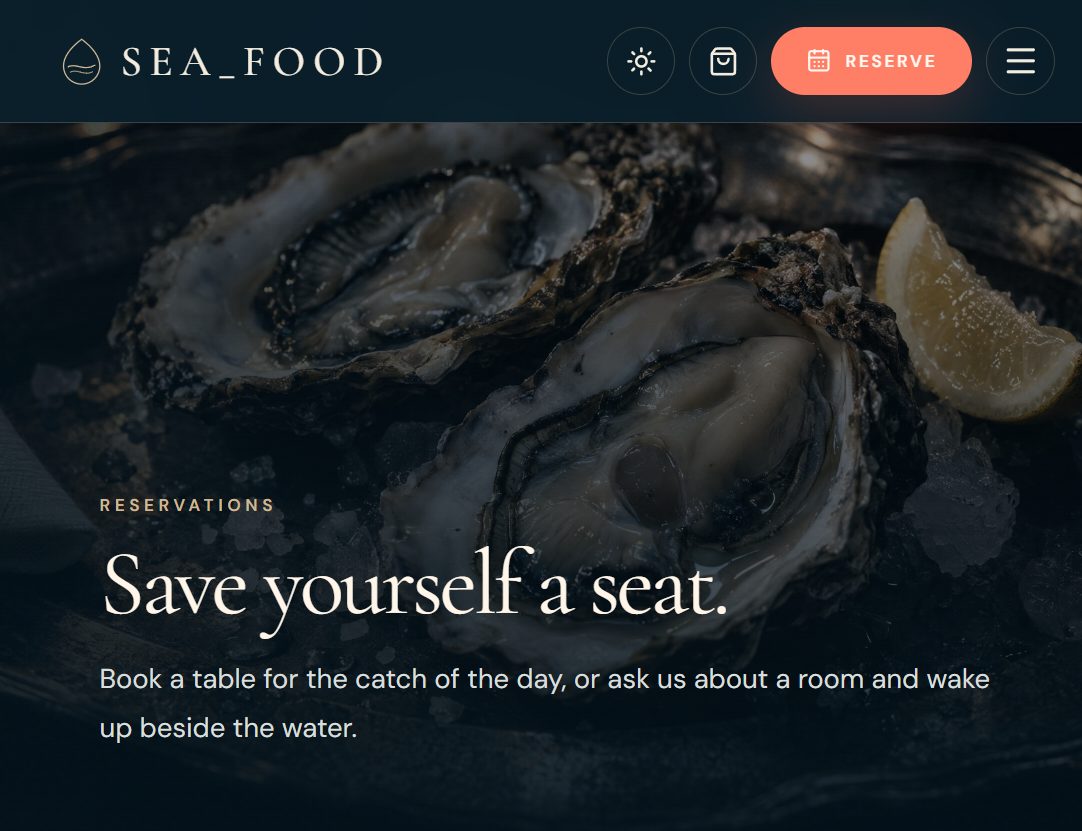 SEA_FOOD
RESERVE
RESERVATIONS
Save yourself a seat.
Book a table for the catch of the day, or ask us about a room and wake
up beside the water.